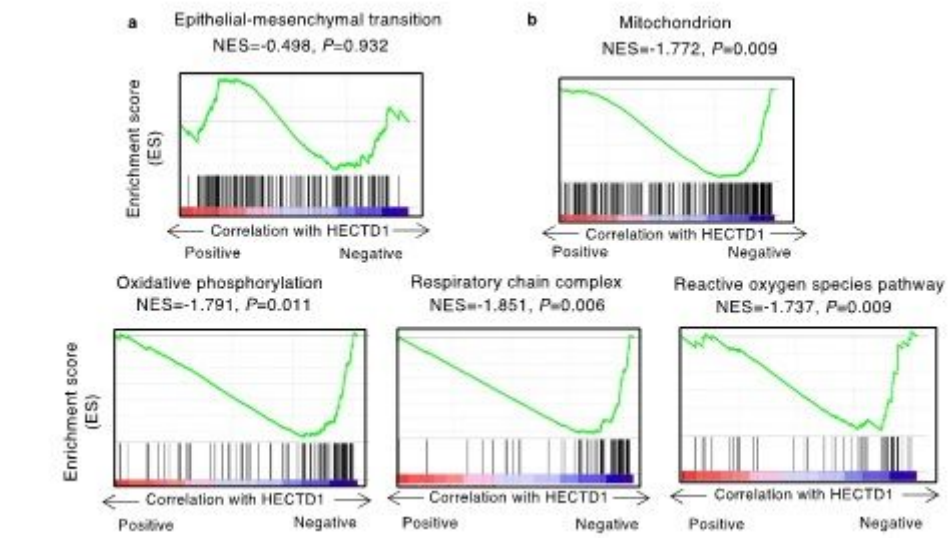 a
Epithelial-mesenchymal transition
NES=-0.498, P=0.932
Enrichment score
(ES)
Correlation with HECTD1
Positive
Negative
b
Mitochondrion
NES=-1.772, P=0.009
Correlation with HECTD1
Positive
Negative
Oxidative phosphorylation
NES=-1.791, P=0.011
Enrichment score
(ES)
Correlation with HECTD1
Positive
Negative
Respiratory chain complex
NES=-1.851, P=0.006
Correlation with HECTD1
Positive
Negative
Reactive oxygen species pathway
NES=-1.737, P=0.009
Correlation with HECTD1
Positive
Negative